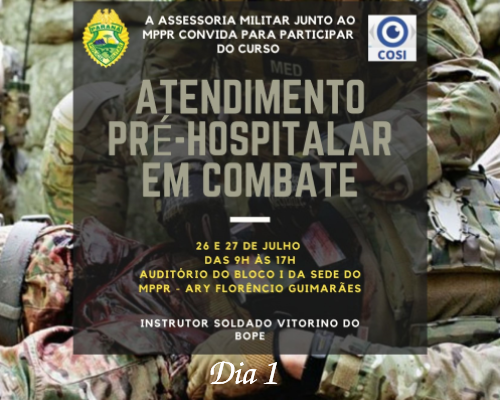 PARANÁ
A ASSESSORIA MILITAR JUNTO AO
MPPR CONVIDA PARA PARTICIPAR
DO CURSO
COSI
MED
ATENDIMENTO
PRÉ-HOSPITALAR
EM COMBATE
26 E 27 DE JULHO
DAS 9H ÀS 17H
AUDITÓRIO DO BLOCO I DA SEDE DO
MPPR - ARY FLORÊNCIO GUIMARÃES
INSTRUTOR SOLDADO VITORINO DO
BOPE
Dia 1